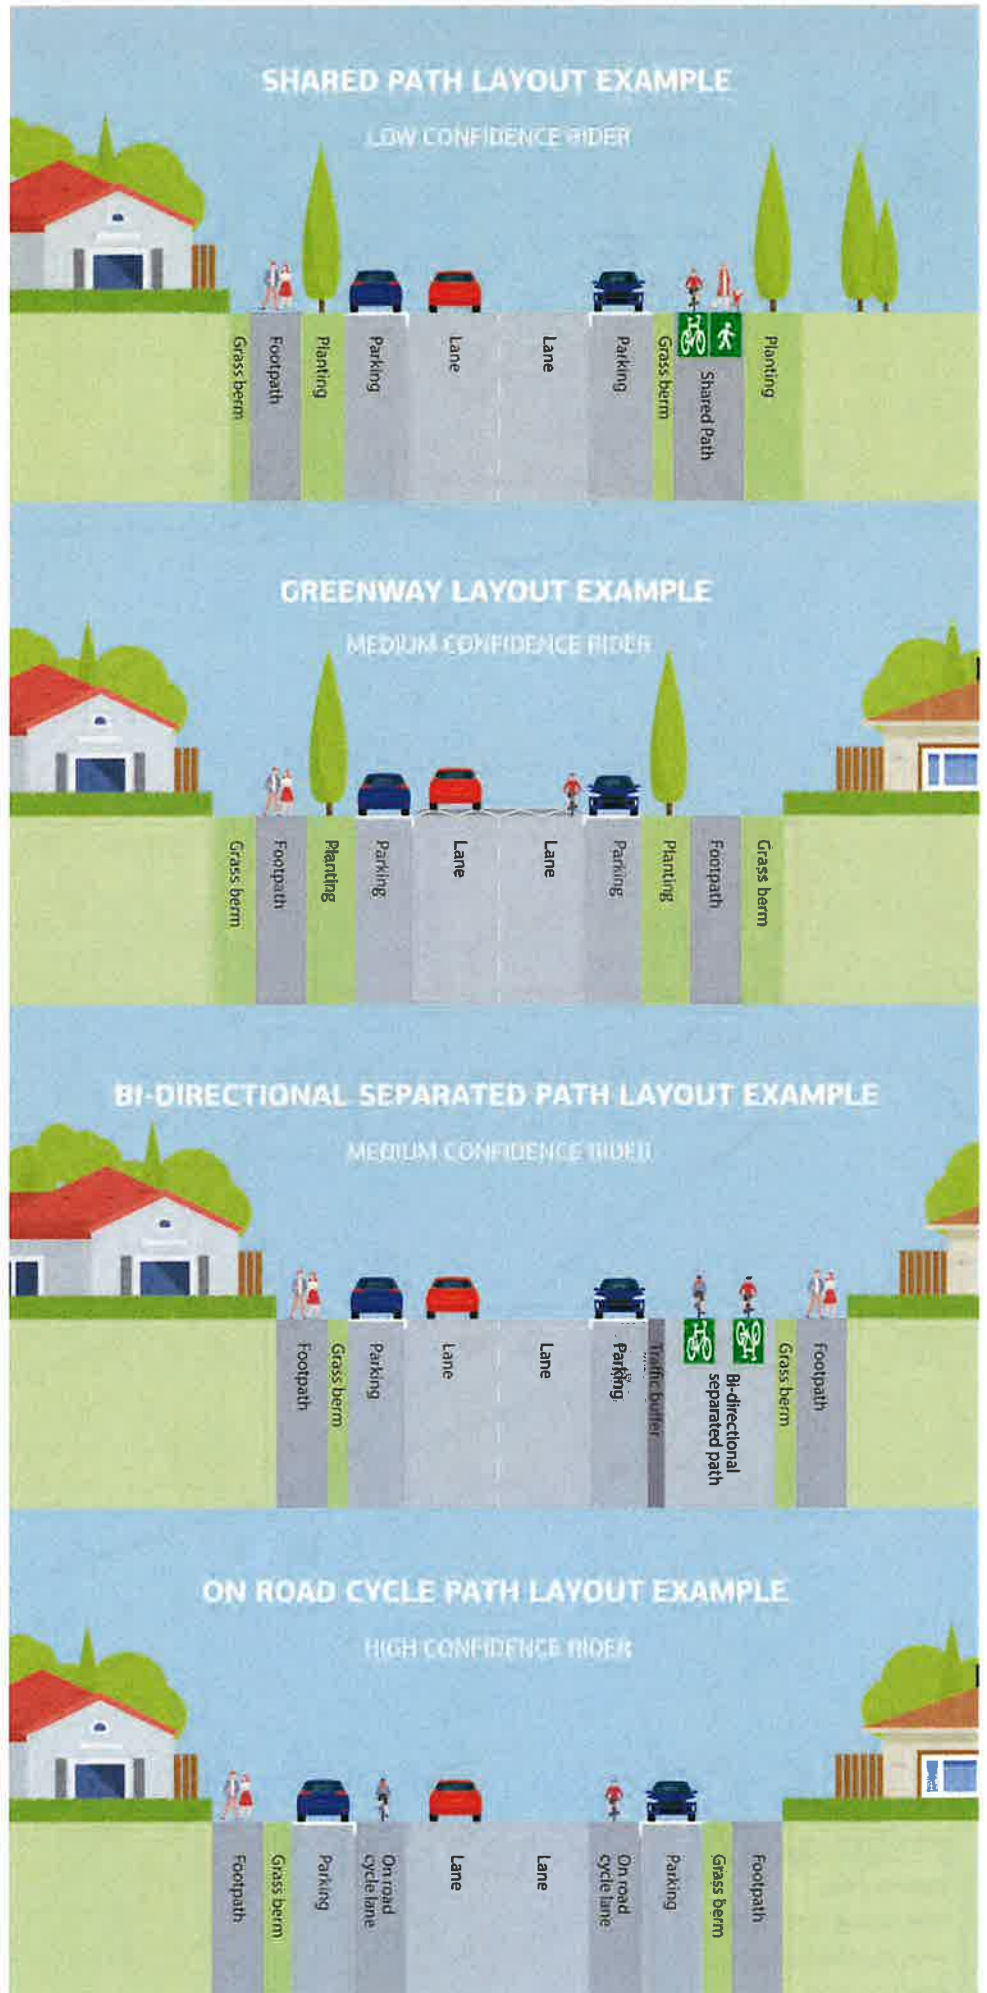 SHARED PATH LAYOUT EXAMPLE
LOW CONFIDENCE RIDER
Grass berm
Footpath
Planting
Parking
Lane
Lane
Parking
Grass berm
Shared Path
Planting
GREENWAY LAYOUT EXAMPLE
MEDIUM CONFIDENCE RIDER
Grass berm
Footpath
Planting
Parking
Lane
Lane
Parking
Planting
Footpath
Grass berm
BI-DIRECTIONAL SEPARATED PATH LAYOUT EXAMPLE
MEDIUM CONFIDENCE RIDER
Footpath
Grass berm
Parking
Lane
Lane
Parking
Traffic buffer
Bi-directional
separated path
Grass berm
Footpath
ON ROAD CYCLE PATH LAYOUT EXAMPLE
HIGH CONFIDENCE RIDER
Footpath
Grass berm
Parking
On road
cycle lane
Lane
Lane
On road
cycle lane
Parking
Grass berm
Footpath